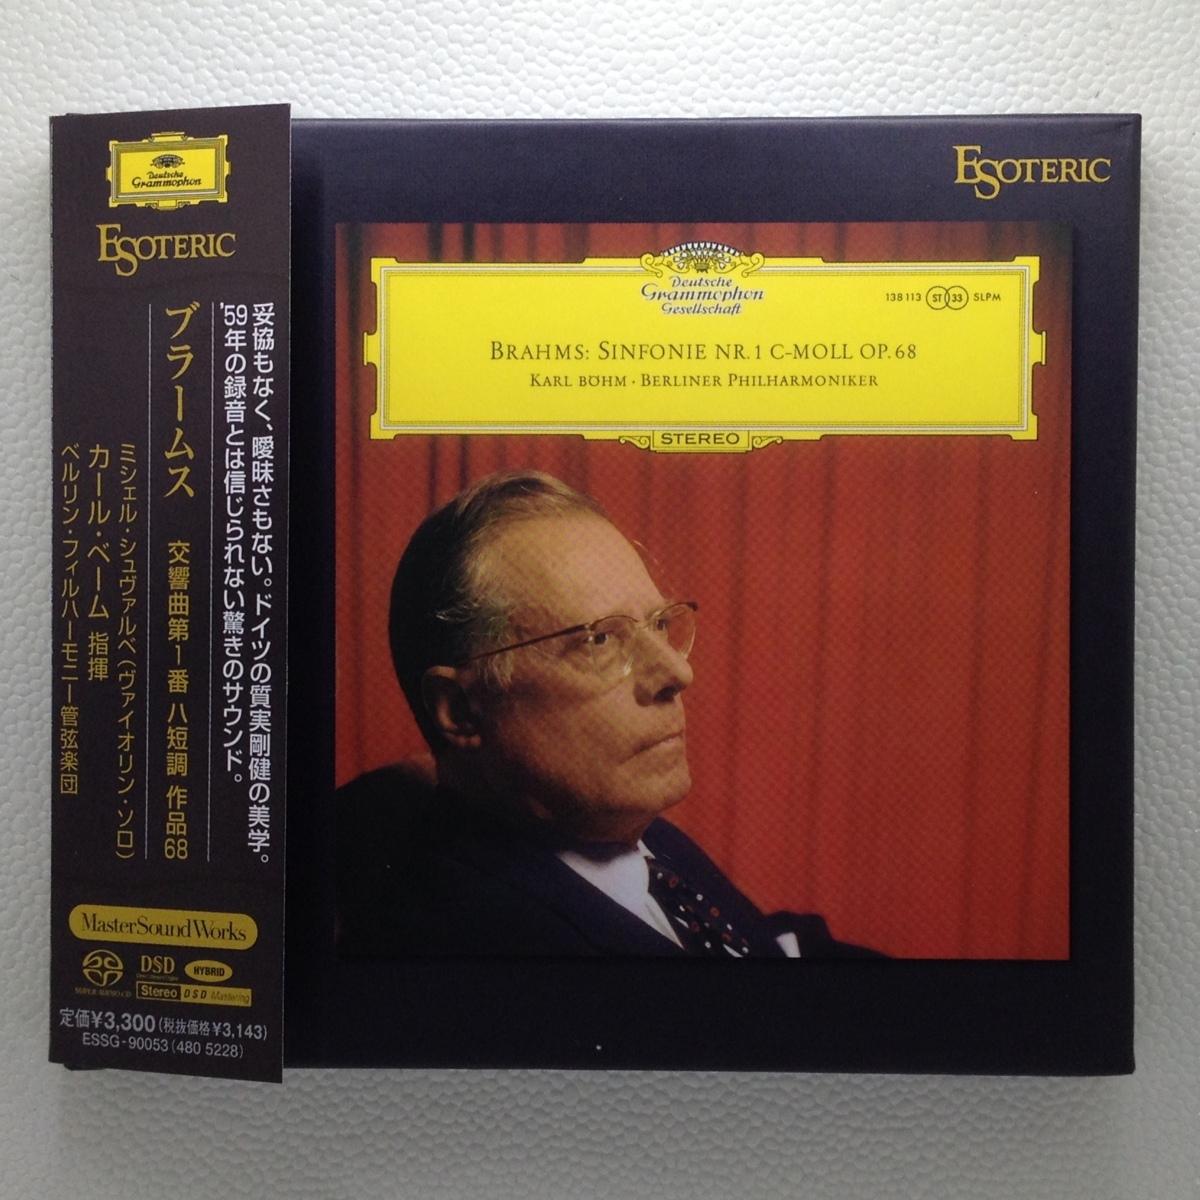 Deutsche
Grammophon
ESOTERIC
妥協もなく、曖昧さもない。ドイツの質実剛健の美学。
'59年の録音とは信じられない驚きのサウンド。
ブラームス 交響曲第1番 ハ短調 作品68
ミシェル・シュヴァルベ(ヴァイオリン・ソロ)
カール・ベーム 指揮
ベルリン・フィルハーモニー管弦楽団
MasterSoundWorks
SUPER AUDIO CD
DSD
HYBRID
Stereo DSD Mastering
定価¥3,300(税抜価格¥3,143)
ESSG-90053(480 5228)
ESOTERIC
Deutsche
Grammophon
Gesellschaft
138 113 ST 33 SLPM
BRAHMS: SINFONIE NR. 1 C-MOLL OP. 68
KARL BÖHM · BERLINER PHILHARMONIKER
STEREO